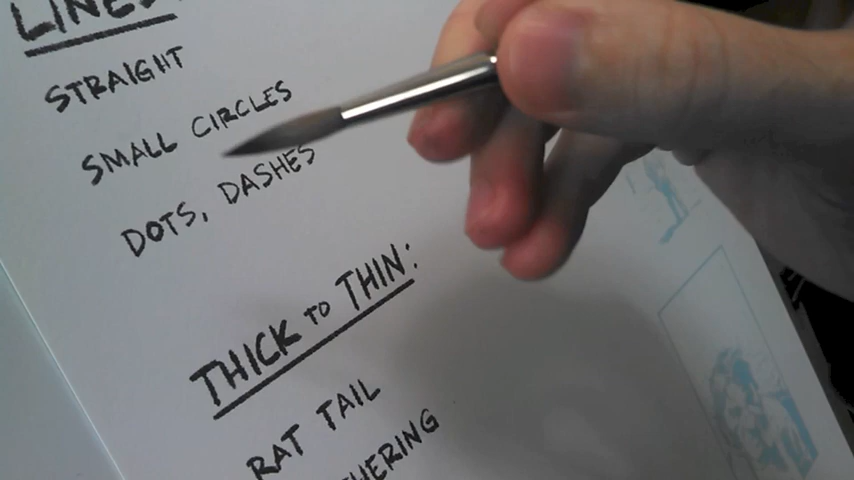 STRAIGHT
SMALL CIRCLES
DOTS, DASHES
THICK TO THIN:
RAT TAIL